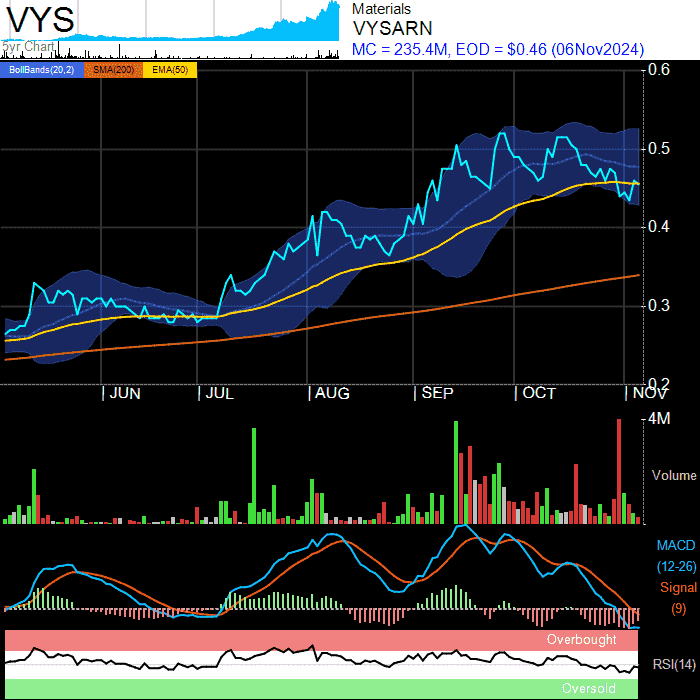 VYS
5yr Chart
Materials
VYSARN
MC = 235.4M, EOD = $0.46 (06Nov2024)
BollBands(20,2) SMA(200) EMA(50)
0.6
0.5
0.4
0.3
0.2
JUN JUL AUG SEP OCT NOV
4M
Volume
MACD
(12-26)
Signal
(9)
Overbought
RSI(14)
Oversold